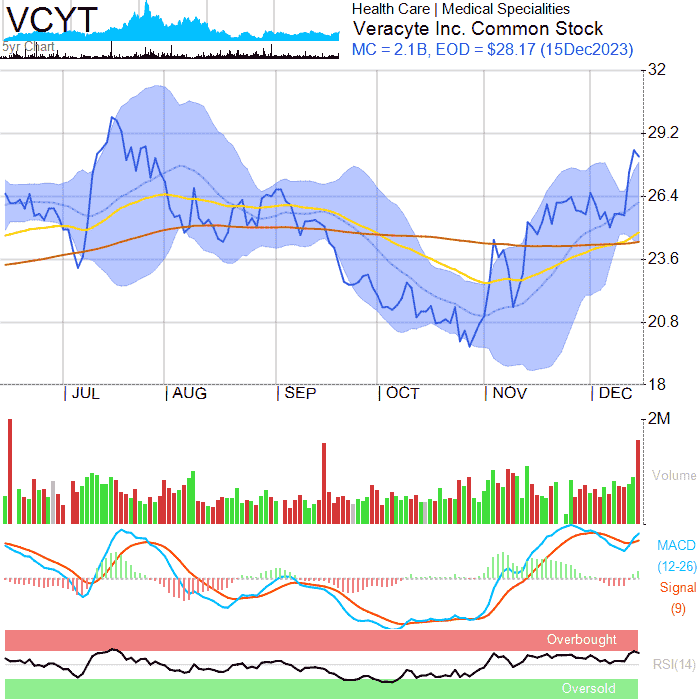 VCYT
5yr Chart
Health Care | Medical Specialities
Veracyte Inc. Common Stock
MC = 2.1B, EOD = $28.17 (15Dec2023)
32
29.2
26.4
23.6
20.8
18
JUL AUG SEP OCT NOV DEC
2M
Volume
MACD
(12-26)
Signal
(9)
Overbought
RSI(14)
Oversold